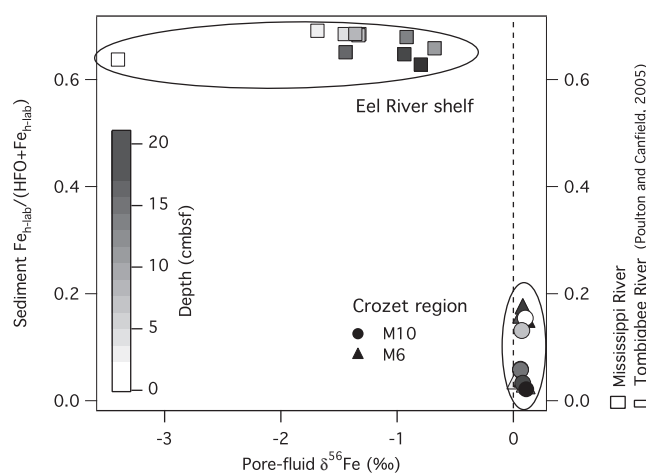 0.6
0.4
0.2
0.0
Sediment Fe_h-lab/(HFO+Fe_h-lab)
Eel River shelf
20
15
10
5
0
Depth (cmbsf)
Crozet region
M10
M6
0.6
0.4
0.2
0.0
-3
-2
-1
0
Pore-fluid δ⁵⁶Fe (‰)
Mississippi River
Tombigbee River (Poulton and Canfield, 2005)